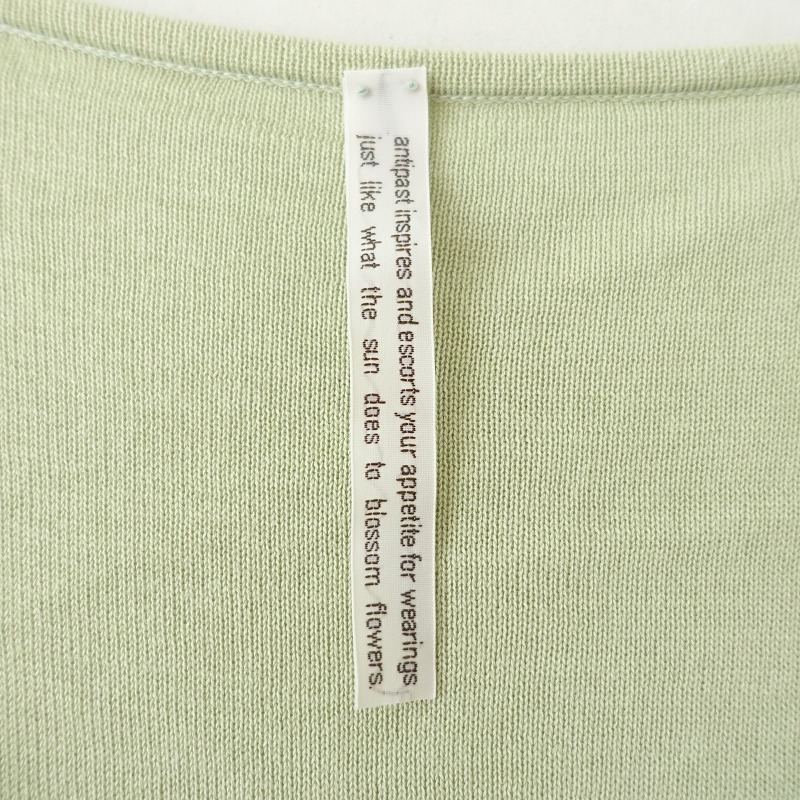 antipast inspires and escorts your appetite for wearings
just like what the sun does to blossom flowers.